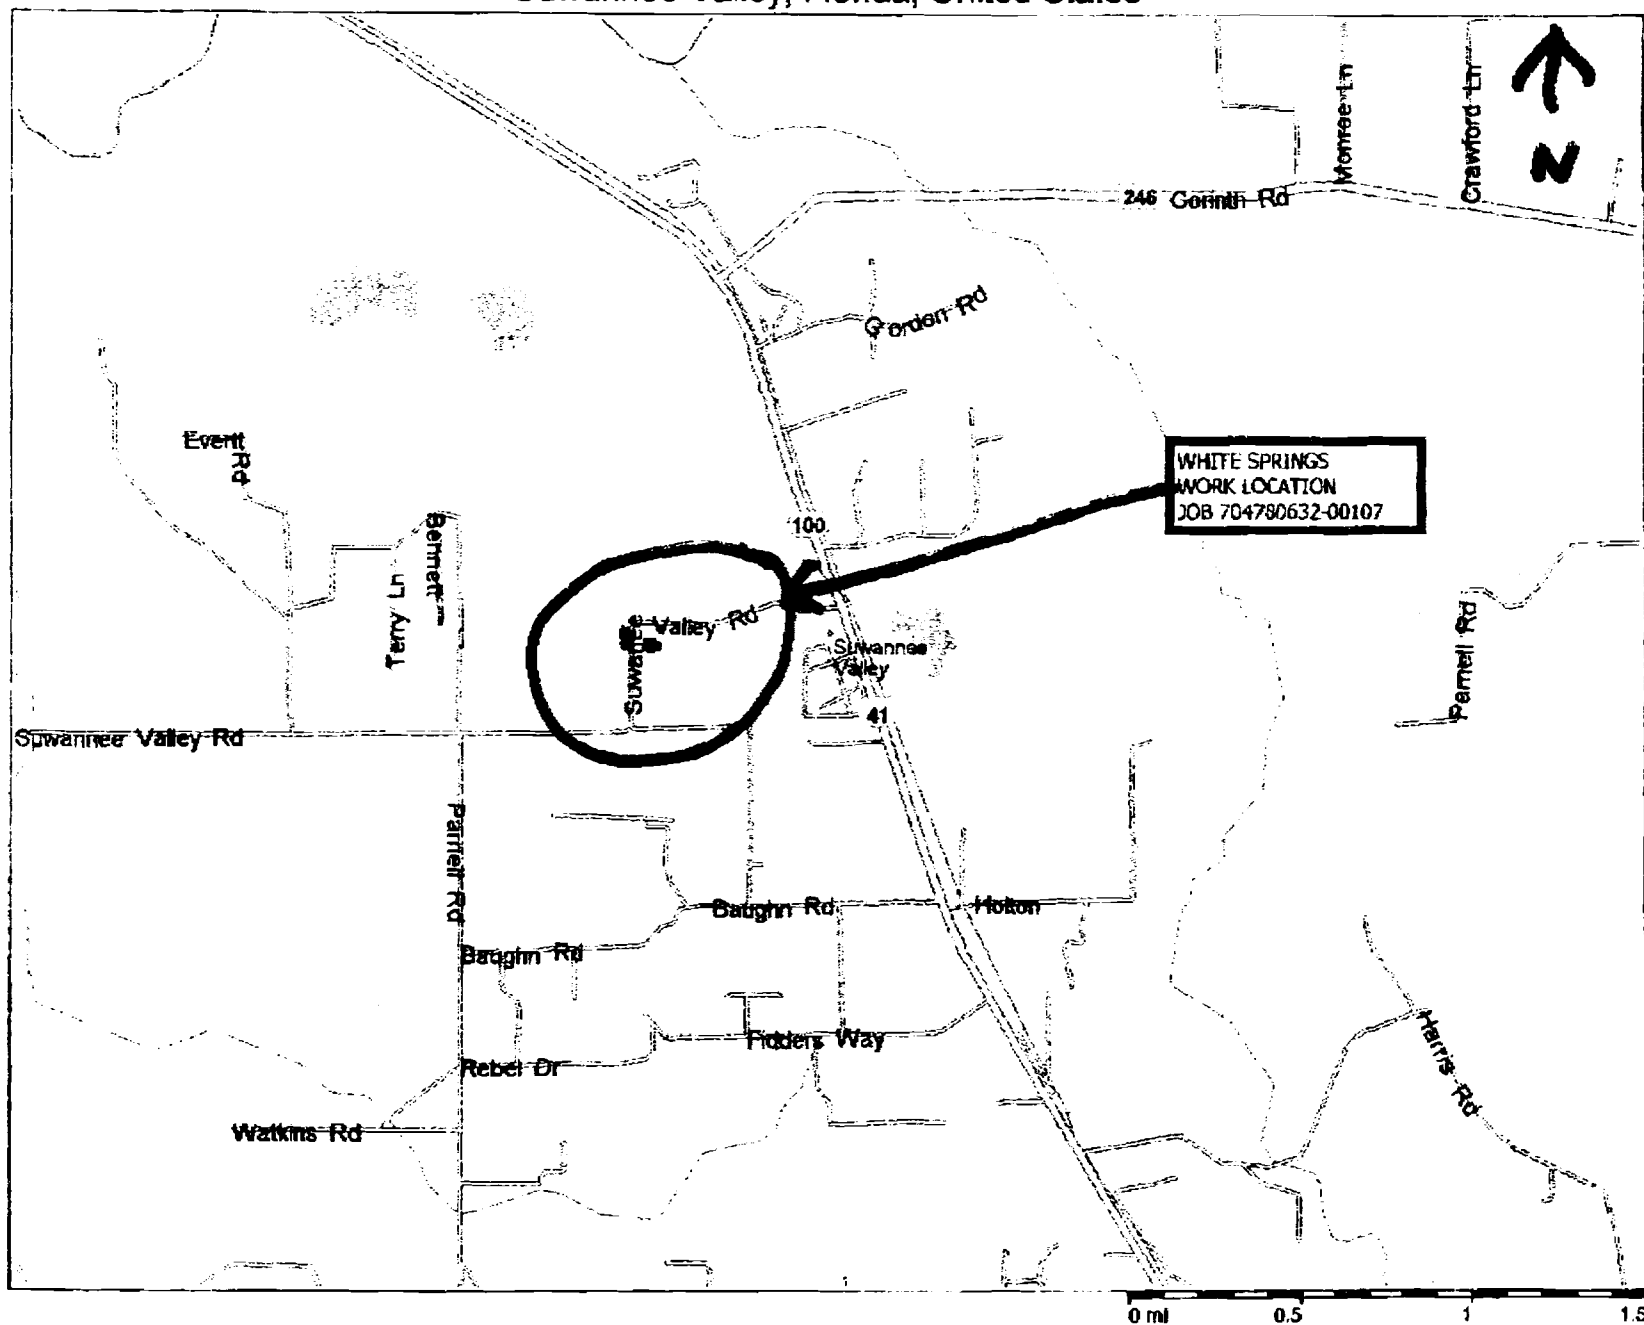 Suwannee Valley, Florida, United States
Monroe Ln
Crawford Ln
N
246 Corinth Rd
Gordon Rd
Everitt Rd
WHITE SPRINGS
WORK LOCATION
JOB 704780632-00107
100
Bennett
Terry Ln
Suwannee Valley Rd
Suwannee
Valley
Parnell Rd
41
Suwannee Valley Rd
Parnell Rd
Baughn Rd
Holton
Baughn Rd
Fidders Way
Harris Rd
Rebel Dr
Watkins Rd
0 mi 0.5 1 1.5